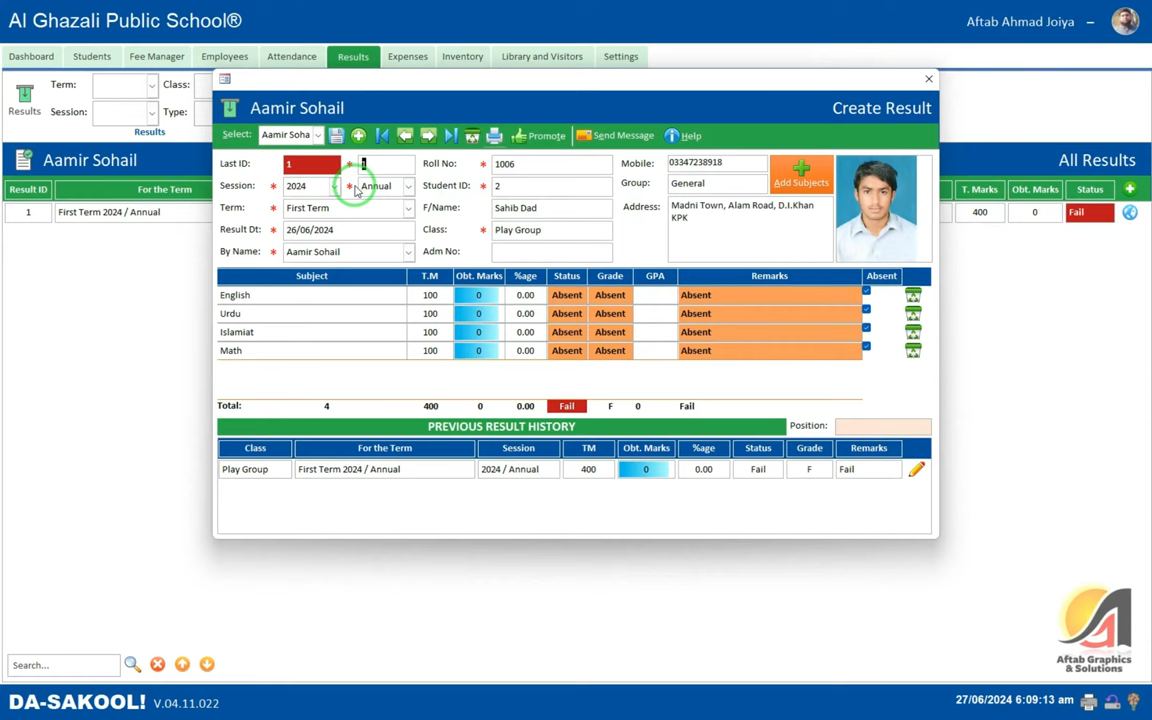 Al Ghazali Public School®
Aftab Ahmad Joiya
Dashboard Students Fee Manager Employees Attendance Results Expenses Inventory Library and Visitors Settings
Results
Term:
Class:
Session:
Type:
Results
Aamir Sohail
All Results
Result ID For the Term T. Marks Obt. Marks Status
1 First Term 2024 / Annual 400 0 Fail
Aamir Sohail
Create Result
Select: Aamir Soha Promote Send Message Help
Last ID: 1 * 1 Roll No: * 1006 Mobile: 03347238918
Session: * 2024 * Annual Student ID: * 2 Group: General
Add Subjects
Term: * First Term F/Name: * Sahib Dad Address: Madni Town, Alam Road, D.I.Khan
KPK
Result Dt: * 26/06/2024 Class: * Play Group
By Name: * Aamir Sohail Adm No:
Subject T.M Obt. Marks %age Status Grade GPA Remarks Absent
English 100 0 0.00 Absent Absent Absent
Urdu 100 0 0.00 Absent Absent Absent
Islamiat 100 0 0.00 Absent Absent Absent
Math 100 0 0.00 Absent Absent Absent
Total: 4 400 0 0.00 Fail F 0 Fail
PREVIOUS RESULT HISTORY Position:
Class For the Term Session TM Obt. Marks %age Status Grade Remarks
Play Group First Term 2024 / Annual 2024 / Annual 400 0 0.00 Fail F Fail
Search...
Aftab Graphics
& Solutions
DA-SAKOOL! V.04.11.022
27/06/2024 6:09:13 am